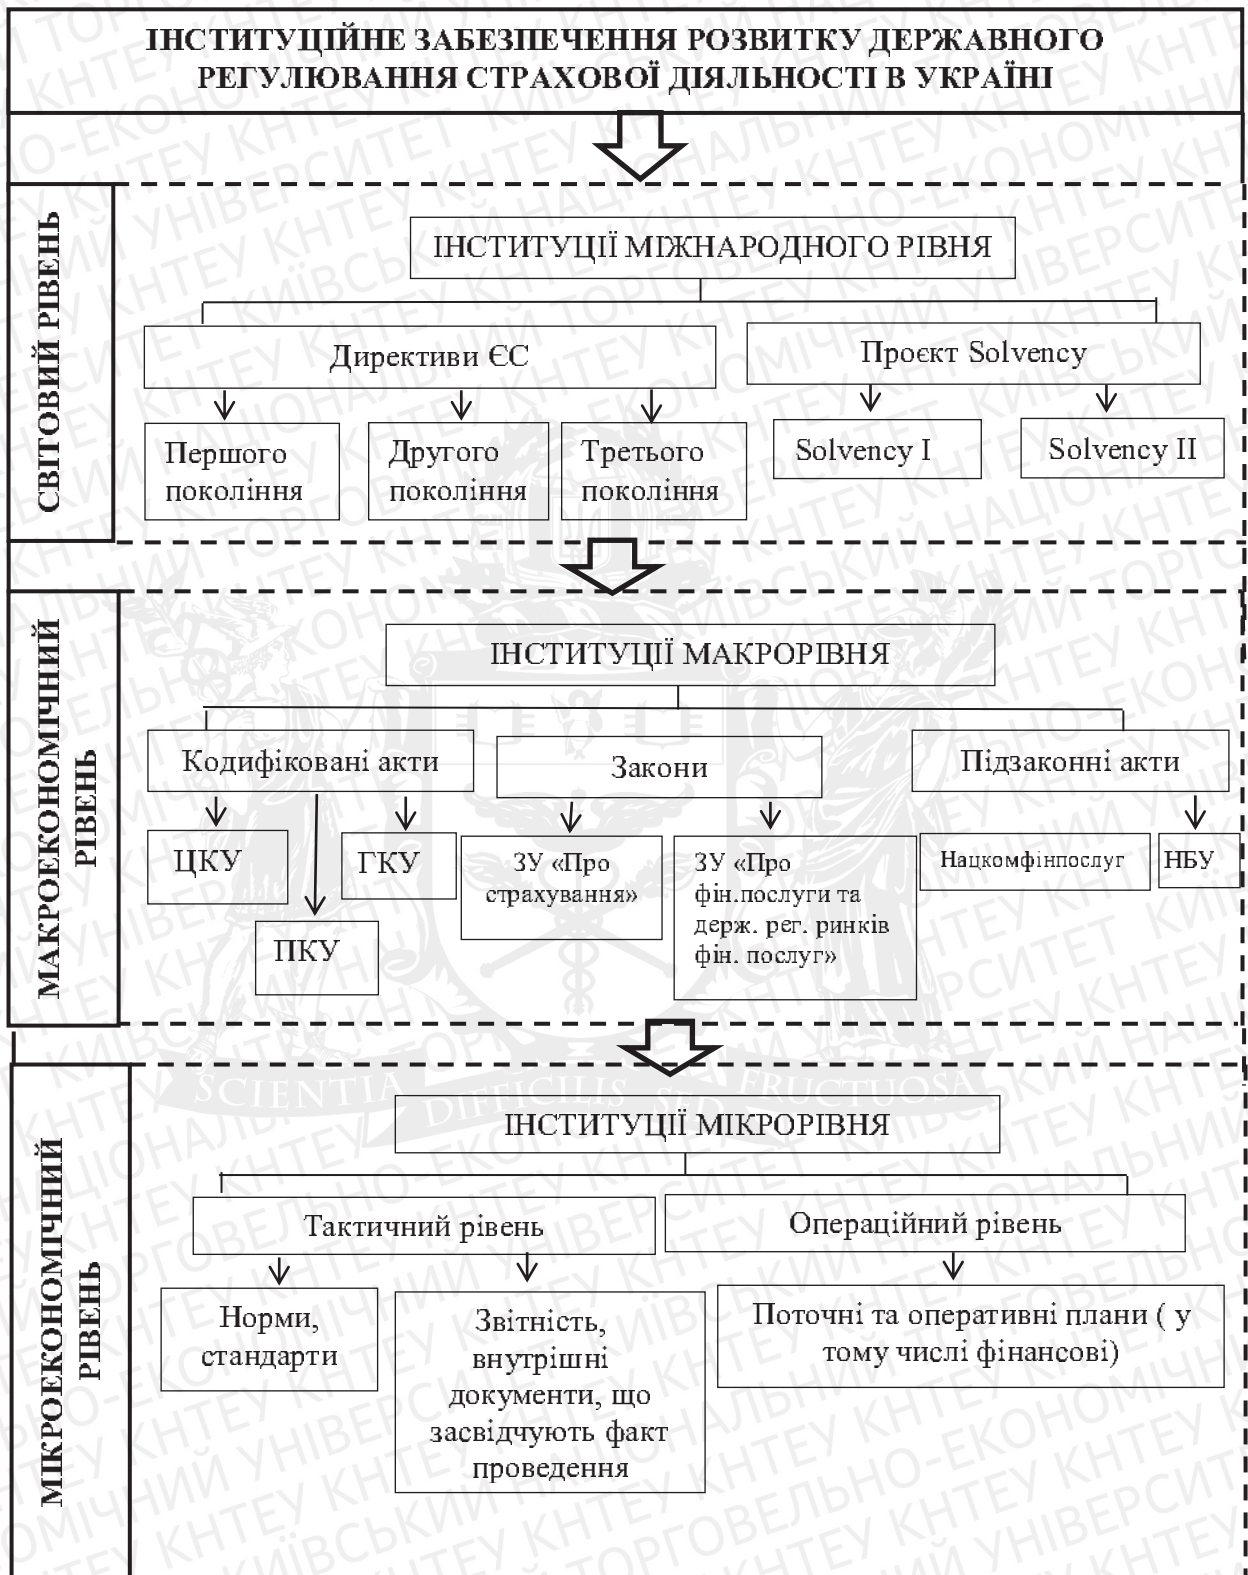 ІНСТИТУЦІЙНЕ ЗАБЕЗПЕЧЕННЯ РОЗВИТКУ ДЕРЖАВНОГО
РЕГУЛЮВАННЯ СТРАХОВОЇ ДІЯЛЬНОСТІ В УКРАЇНІ
СВІТОВИЙ РІВЕНЬ
ІНСТИТУЦІЇ МІЖНАРОДНОГО РІВНЯ
Директиви ЄС
Проєкт Solvency
Першого
покоління
Другого
покоління
Третього
покоління
Solvency I
Solvency II
МАКРОЕКОНОМІЧНИЙ
РІВЕНЬ
ІНСТИТУЦІЇ МАКРОРІВНЯ
Кодифіковані акти
Закони
Підзаконні акти
ЦКУ
ПКУ
ГКУ
ЗУ «Про
страхування»
ЗУ «Про
фін.послуги та
держ. рег. ринків
фін. послуг»
Нацкомфінпослуг
НБУ
SCIENTIA DIFFICILIS SED FRUCTUOSA
МІКРОЕКОНОМІЧНИЙ
РІВЕНЬ
ІНСТИТУЦІЇ МІКРОРІВНЯ
Тактичний рівень
Операційний рівень
Норми,
стандарти
Звітність,
внутрішні
документи, що
засвідчують факт
проведення
Поточні та оперативні плани ( у
тому числі фінансові)